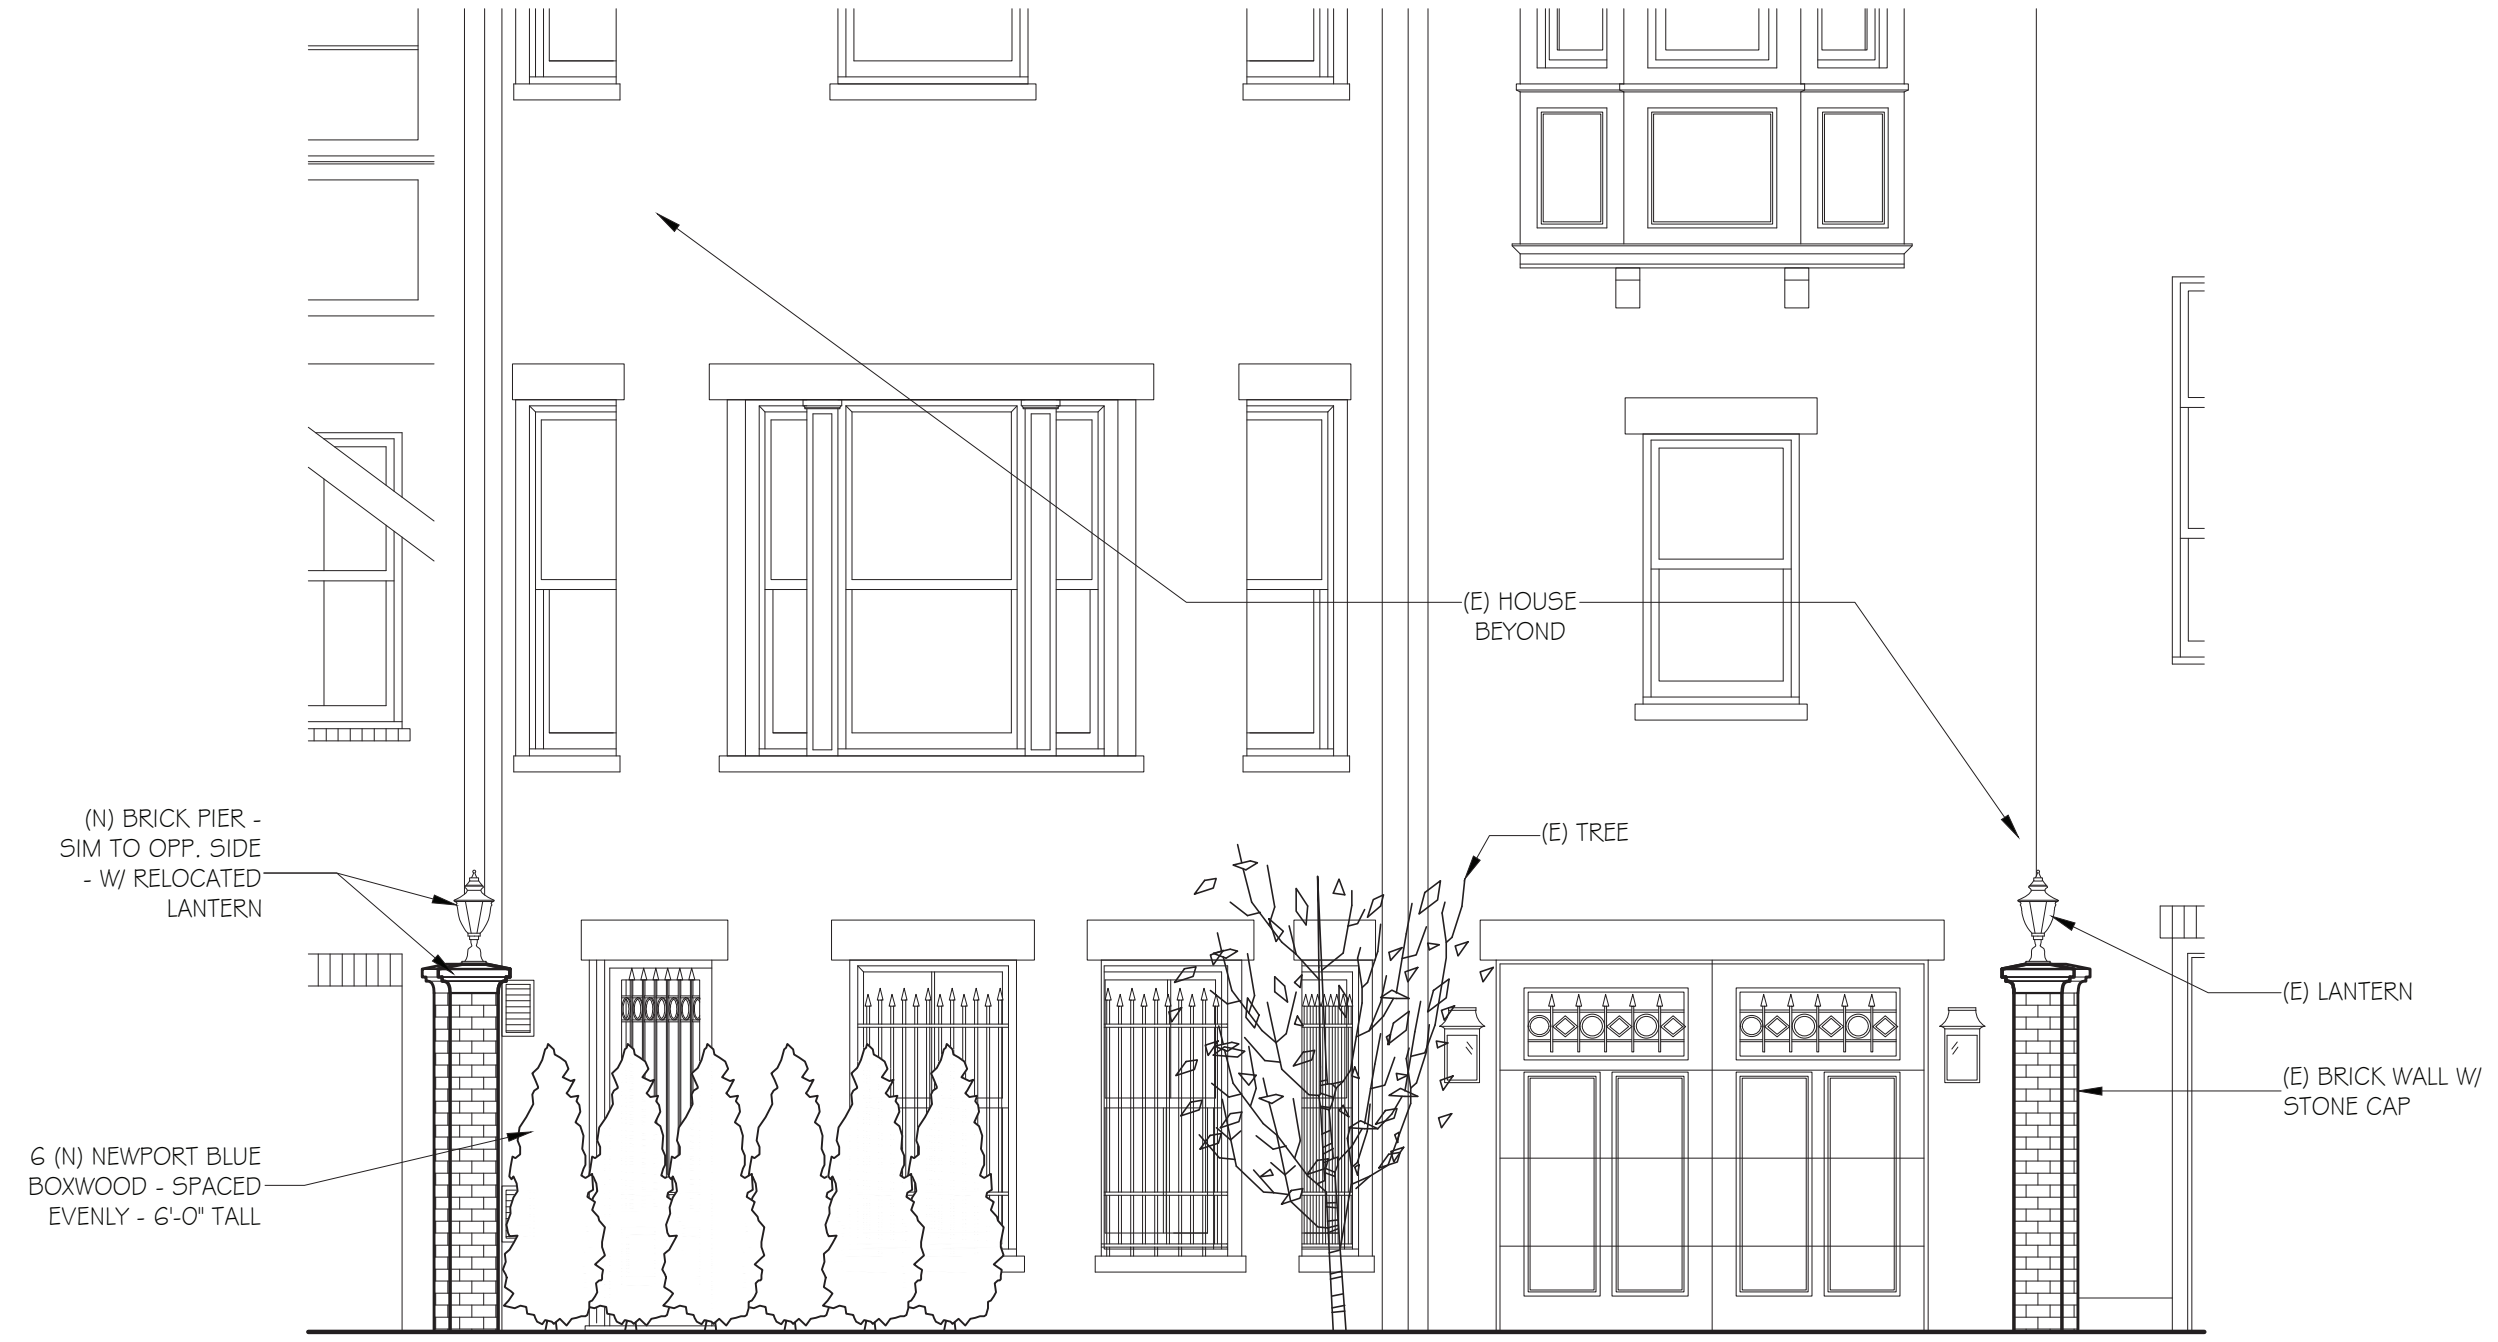 (E) HOUSE
BEYOND
(N) BRICK PIER -
SIM TO OPP. SIDE
- W/ RELOCATED
LANTERN
(E) TREE
(E) LANTERN
(E) BRICK WALL W/
STONE CAP
6 (N) NEWPORT BLUE
BOXWOOD - SPACED
EVENLY - 6'-0" TALL